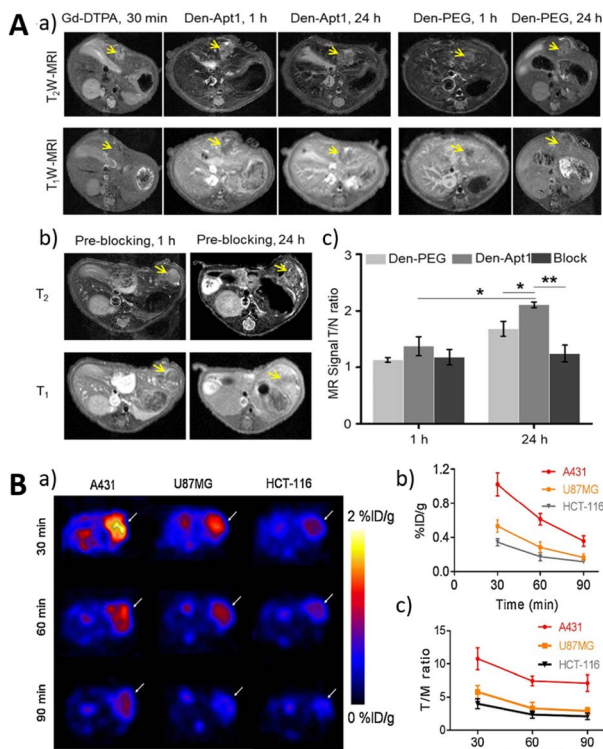 A
a)
Gd-DTPA, 30 min
Den-Apt1, 1 h
Den-Apt1, 24 h
Den-PEG, 1 h
Den-PEG, 24 h
T₂W-MRI
T₁W-MRI
b)
Pre-blocking, 1 h
Pre-blocking, 24 h
T₂
T₁
c)
Den-PEG
Den-Apt1
Block
MR Signal T/N ratio
3
2
1
0
*
*
**
1 h
24 h
B
a)
A431
U87MG
HCT-116
30 min
60 min
90 min
2 %ID/g
0 %ID/g
b)
%ID/g
1.2
0.8
0.4
0.0
A431
U87MG
HCT-116
0
30
60
90
Time (min)
c)
T/M ratio
15
10
5
0
A431
U87MG
HCT-116
30
60
90